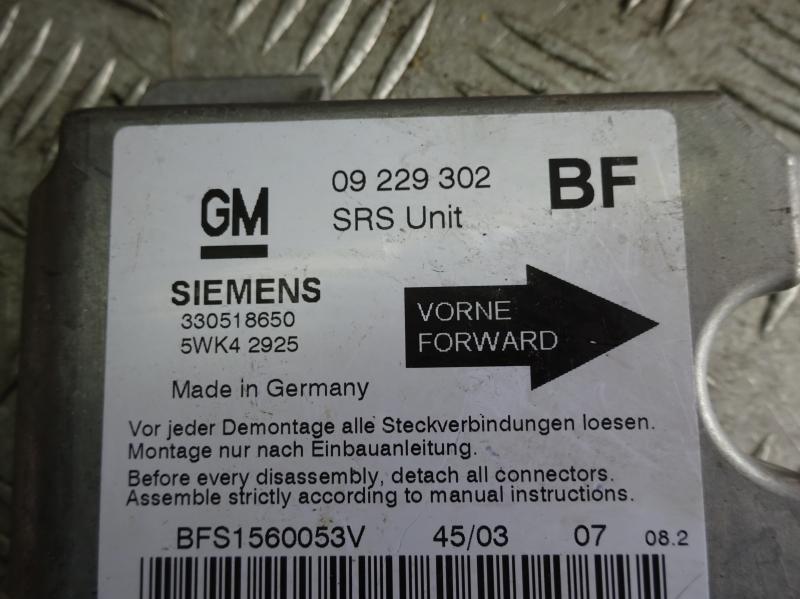 GM
09 229 302
BF
SRS Unit
SIEMENS
330518650
5WK4 2925
VORNE
FORWARD
Made in Germany
Vor jeder Demontage alle Steckverbindungen loesen.
Montage nur nach Einbauanleitung.
Before every disassembly, detach all connectors.
Assemble strictly according to manual instructions.
BFS1560053V 45/03 07 08.2